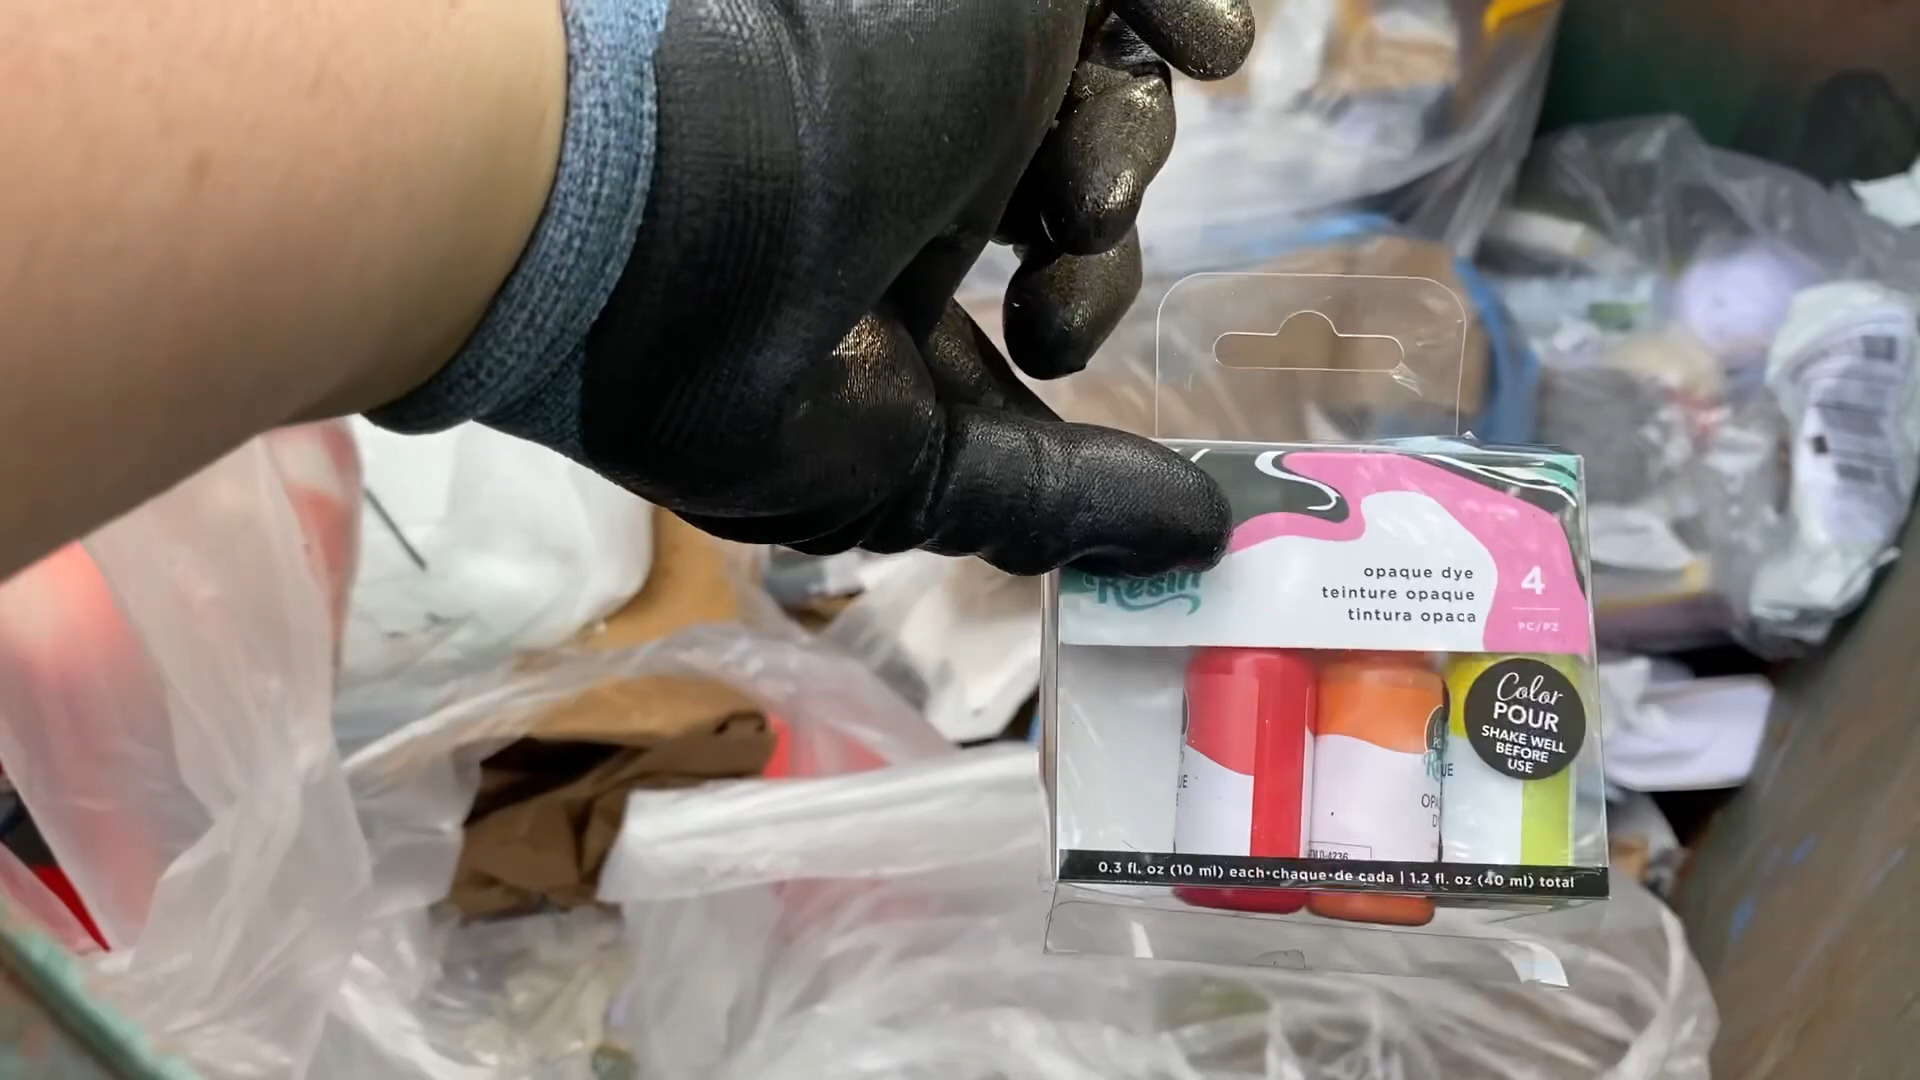 Resin
opaque dye
teinture opaque
tintura opaca
4
PC/PZ
Color
POUR
SHAKE WELL
BEFORE
USE
0.3 fl. oz (10 ml) each•chaque•de cada | 1.2 fl. oz (40 ml) total